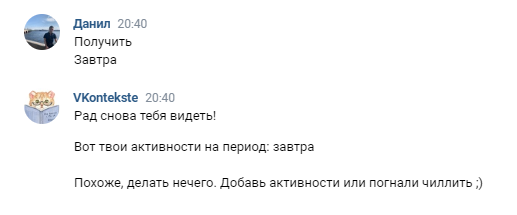 Данил 20:40
Получить
Завтра
VKontekste 20:40
Рад снова тебя видеть!
Вот твои активности на период: завтра
Похоже, делать нечего. Добавь активности или погнали чиллить ;)